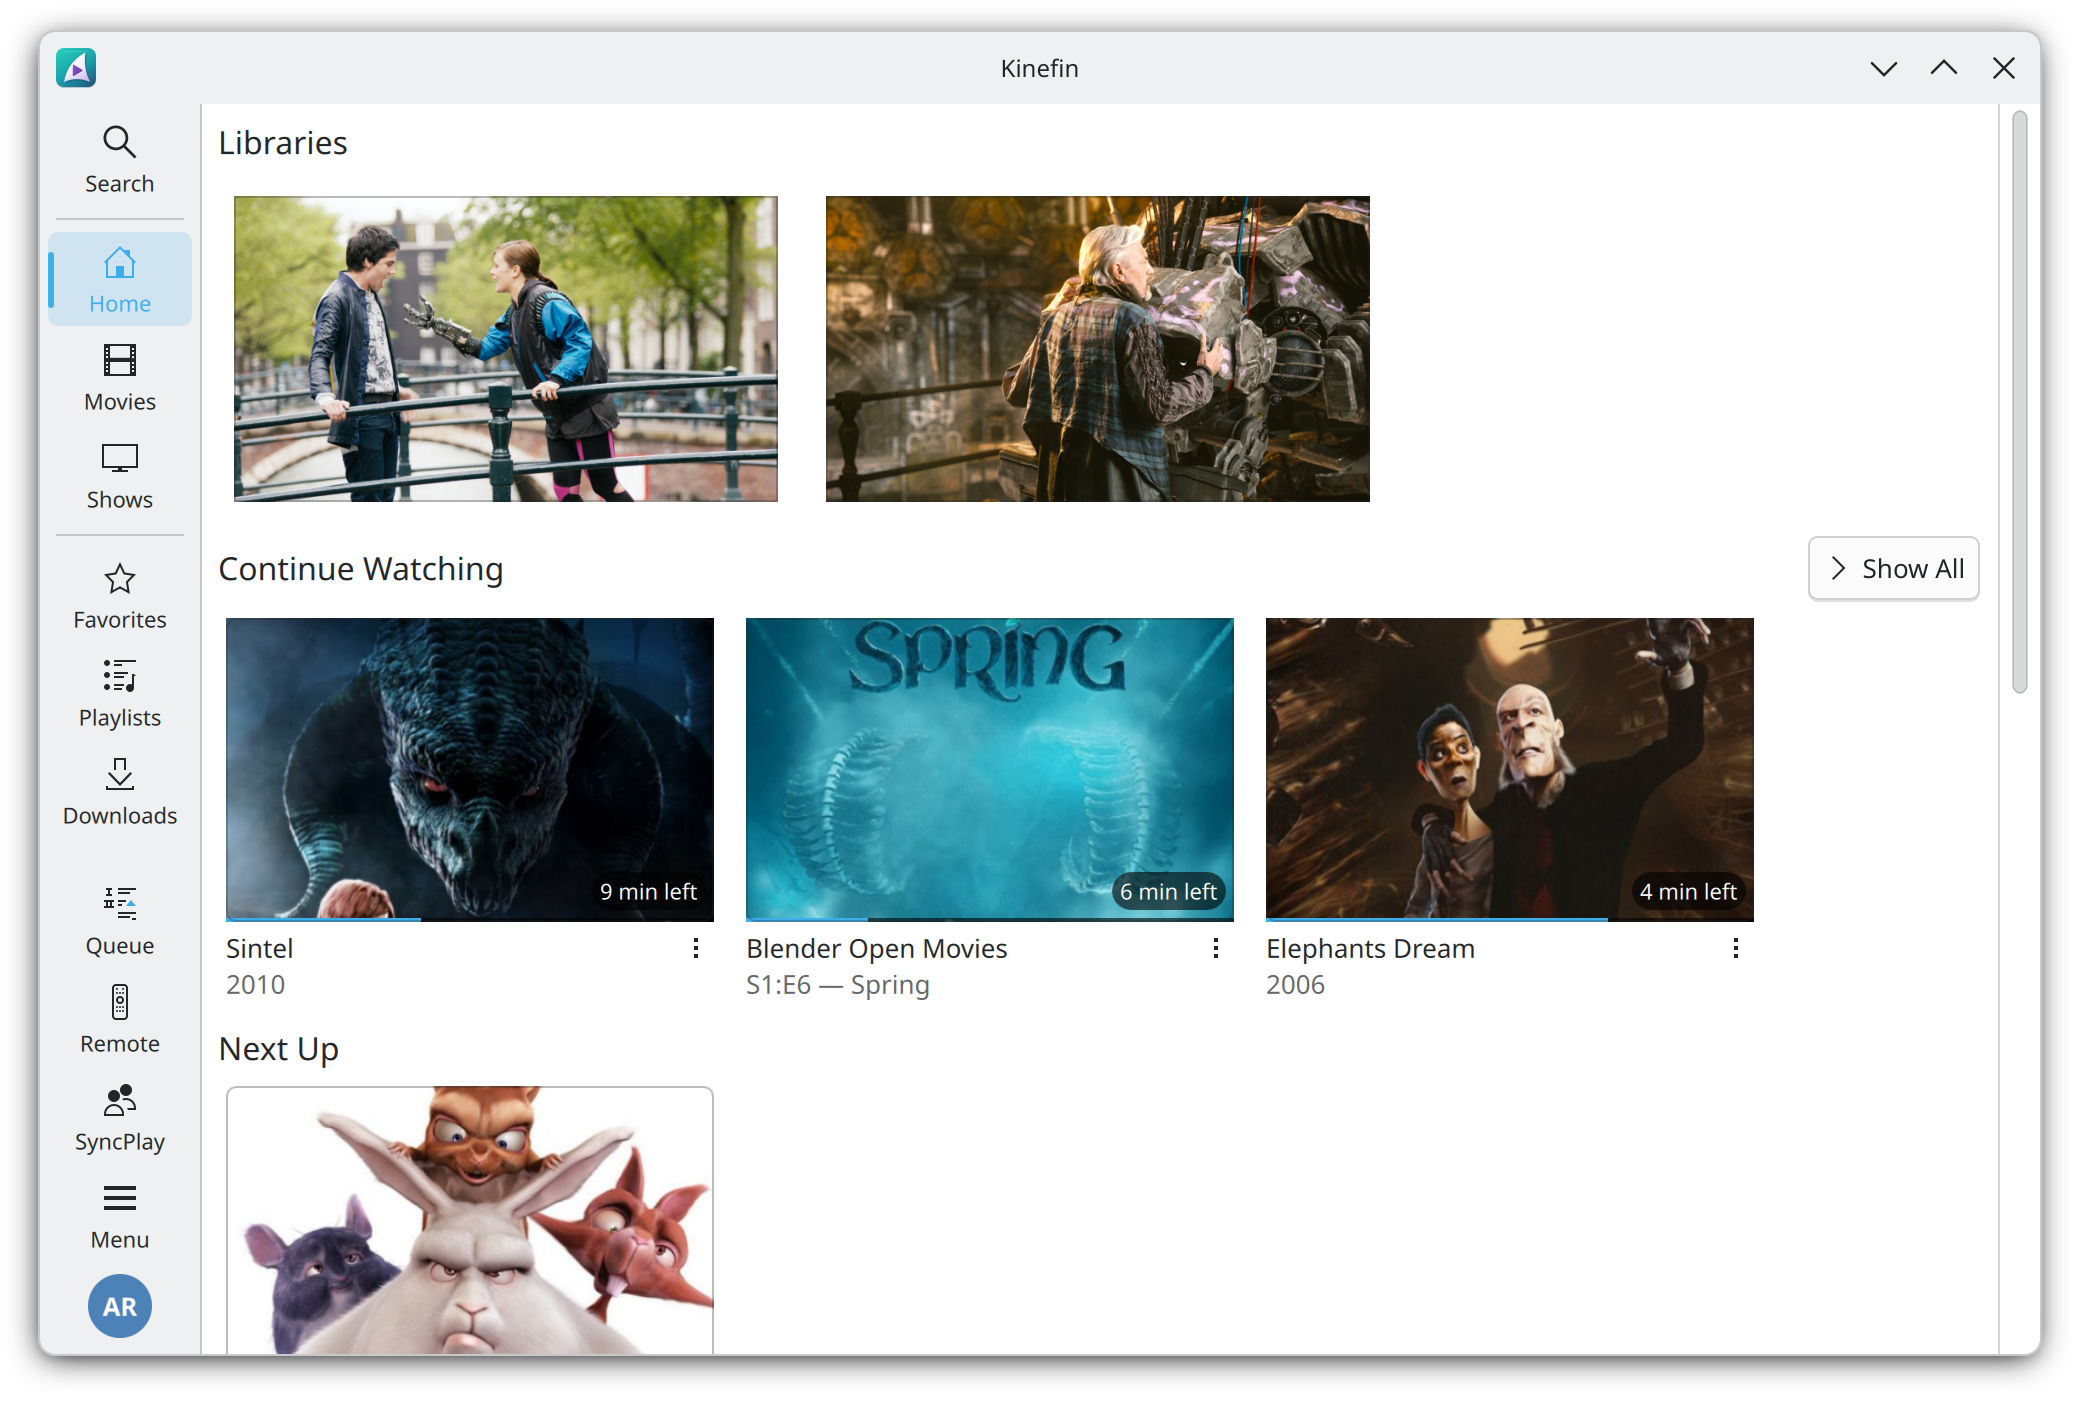 Kinefin
Search
Home
Movies
Shows
Favorites
Playlists
Downloads
Queue
Remote
SyncPlay
Menu
AR
Libraries
Continue Watching
Show All
SPRING
9 min left
6 min left
4 min left
Sintel
2010
Blender Open Movies
S1:E6 — Spring
Elephants Dream
2006
Next Up